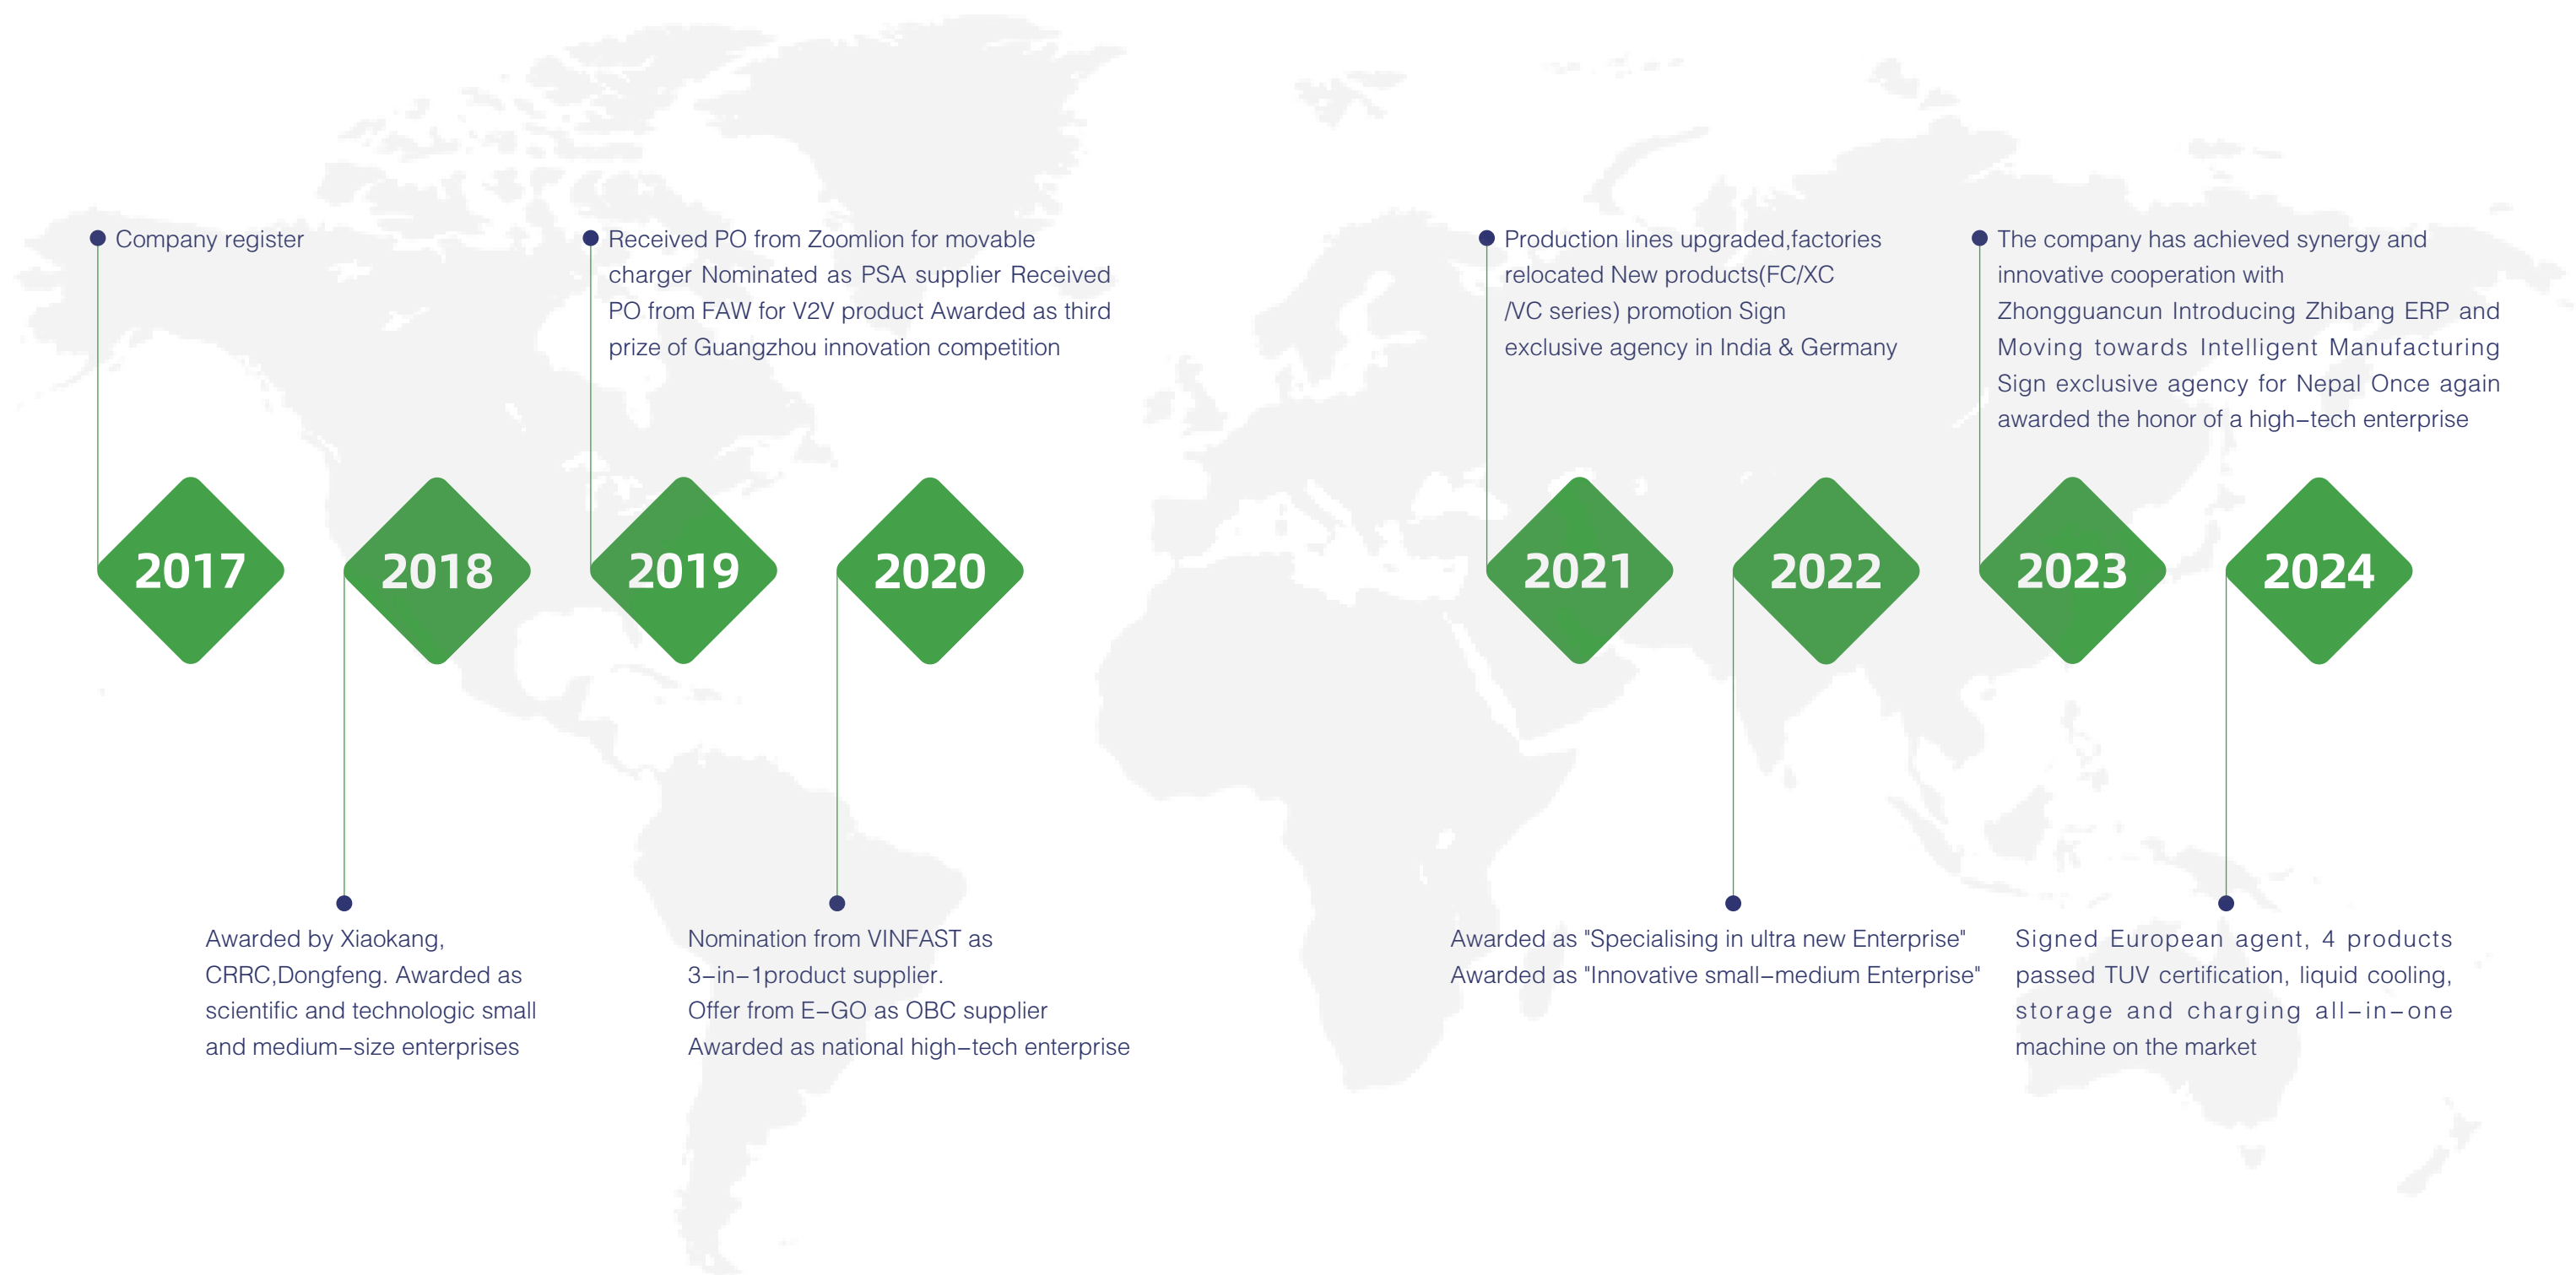 Company register
2017
Awarded by Xiaokang,
CRRC,Dongfeng. Awarded as
scientific and technologic small
and medium–size enterprises
2018
Received PO from Zoomlion for movable
charger Nominated as PSA supplier Received
PO from FAW for V2V product Awarded as third
prize of Guangzhou innovation competition
2019
2020
Nomination from VINFAST as
3–in–1product supplier.
Offer from E–GO as OBC supplier
Awarded as national high–tech enterprise
Production lines upgraded,factories
relocated New products(FC/XC
/VC series) promotion Sign
exclusive agency in India & Germany
2021
2022
Awarded as "Specialising in ultra new Enterprise"
Awarded as "Innovative small–medium Enterprise"
The company has achieved synergy and
innovative cooperation with
Zhongguancun Introducing Zhibang ERP and
Moving towards Intelligent Manufacturing
Sign exclusive agency for Nepal Once again
awarded the honor of a high–tech enterprise
2023
2024
Signed European agent, 4 products
passed TUV certification, liquid cooling,
storage and charging all–in–one
machine on the market